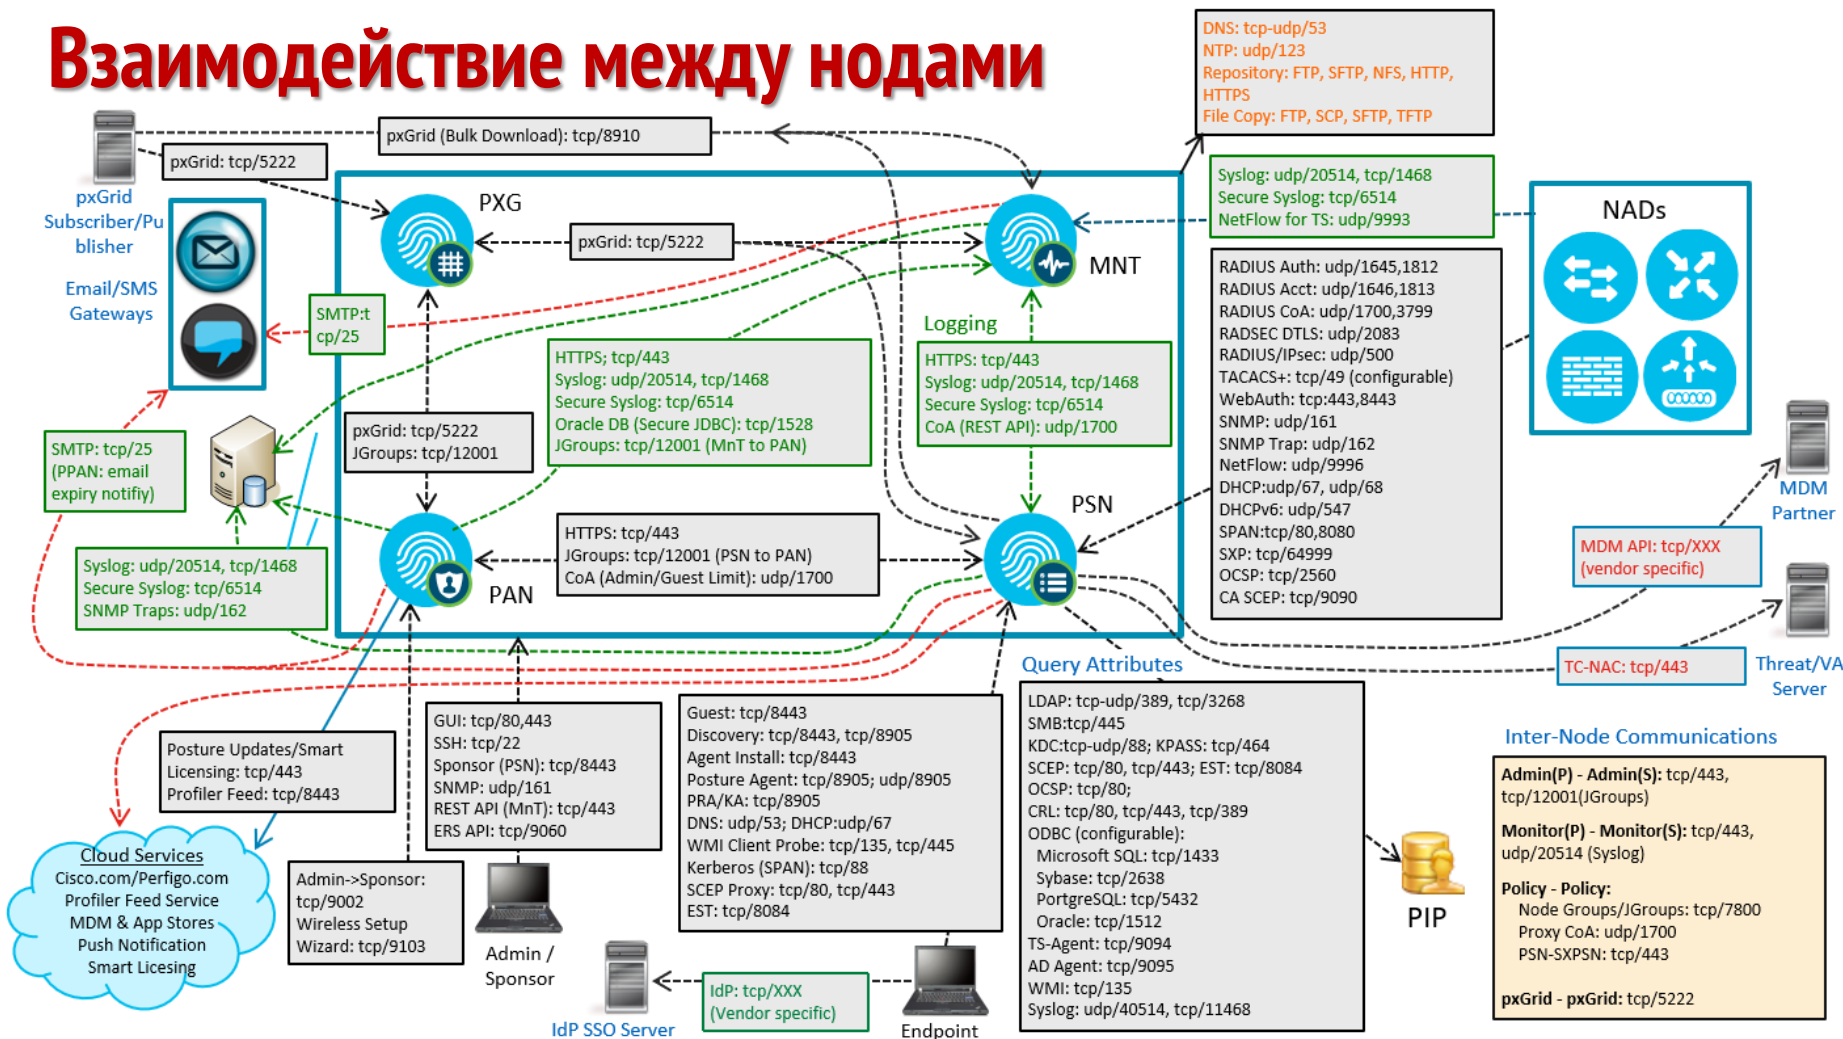 Взаимодействие между нодами
DNS: tcp-udp/53
NTP: udp/123
Repository: FTP, SFTP, NFS, HTTP,
HTTPS
File Copy: FTP, SCP, SFTP, TFTP
pxGrid (Bulk Download): tcp/8910
pxGrid: tcp/5222
pxGrid
Subscriber/Pu
blisher
Email/SMS
Gateways
PXG
pxGrid: tcp/5222
MNT
Syslog: udp/20514, tcp/1468
Secure Syslog: tcp/6514
NetFlow for TS: udp/9993
NADs
SMTP:t
cp/25
HTTPS; tcp/443
Syslog: udp/20514, tcp/1468
Secure Syslog: tcp/6514
Oracle DB (Secure JDBC): tcp/1528
JGroups: tcp/12001 (MnT to PAN)
Logging
HTTPS: tcp/443
Syslog: udp/20514, tcp/1468
Secure Syslog: tcp/6514
CoA (REST API): udp/1700
RADIUS Auth: udp/1645,1812
RADIUS Acct: udp/1646,1813
RADIUS CoA: udp/1700,3799
RADSEC DTLS: udp/2083
RADIUS/IPsec: udp/500
TACACS+: tcp/49 (configurable)
WebAuth: tcp:443,8443
SNMP: udp/161
SNMP Trap: udp/162
NetFlow: udp/9996
DHCP:udp/67, udp/68
DHCPv6: udp/547
SPAN:tcp/80,8080
SXP: tcp/64999
OCSP: tcp/2560
CA SCEP: tcp/9090
pxGrid: tcp/5222
JGroups: tcp/12001
SMTP: tcp/25
(PPAN: email
expiry notifiy)
MDM
Partner
MDM API: tcp/XXX
(vendor specific)
PSN
HTTPS: tcp/443
JGroups: tcp/12001 (PSN to PAN)
CoA (Admin/Guest Limit): udp/1700
PAN
Syslog: udp/20514, tcp/1468
Secure Syslog: tcp/6514
SNMP Traps: udp/162
TC-NAC: tcp/443
Threat/VA
Server
Posture Updates/Smart
Licensing: tcp/443
Profiler Feed: tcp/8443
GUI: tcp/80,443
SSH: tcp/22
Sponsor (PSN): tcp/8443
SNMP: udp/161
REST API (MnT): tcp/443
ERS API: tcp/9060
Guest: tcp/8443
Discovery: tcp/8443, tcp/8905
Agent Install: tcp/8443
Posture Agent: tcp/8905; udp/8905
PRA/KA: tcp/8905
DNS: udp/53; DHCP:udp/67
WMI Client Probe: tcp/135, tcp/445
Kerberos (SPAN): tcp/88
SCEP Proxy: tcp/80, tcp/443
EST: tcp/8084
Query Attributes
LDAP: tcp-udp/389, tcp/3268
SMB:tcp/445
KDC:tcp-udp/88; KPASS: tcp/464
SCEP: tcp/80, tcp/443; EST: tcp/8084
OCSP: tcp/80;
CRL: tcp/80, tcp/443, tcp/389
ODBC (configurable):
Microsoft SQL: tcp/1433
Sybase: tcp/2638
PortgreSQL: tcp/5432
Oracle: tcp/1512
TS-Agent: tcp/9094
AD Agent: tcp/9095
WMI: tcp/135
Syslog: udp/40514, tcp/11468
PIP
Inter-Node Communications
Admin(P) - Admin(S): tcp/443,
tcp/12001(JGroups)
Monitor(P) - Monitor(S): tcp/443,
udp/20514 (Syslog)
Policy - Policy:
Node Groups/JGroups: tcp/7800
Proxy CoA: udp/1700
PSN-SXPSN: tcp/443
pxGrid - pxGrid: tcp/5222
Cloud Services
Cisco.com/Perfigo.com
Profiler Feed Service
MDM & App Stores
Push Notification
Smart Licesing
Admin->Sponsor:
tcp/9002
Wireless Setup
Wizard: tcp/9103
Admin /
Sponsor
IdP SSO Server
IdP: tcp/XXX
(Vendor specific)
Endpoint